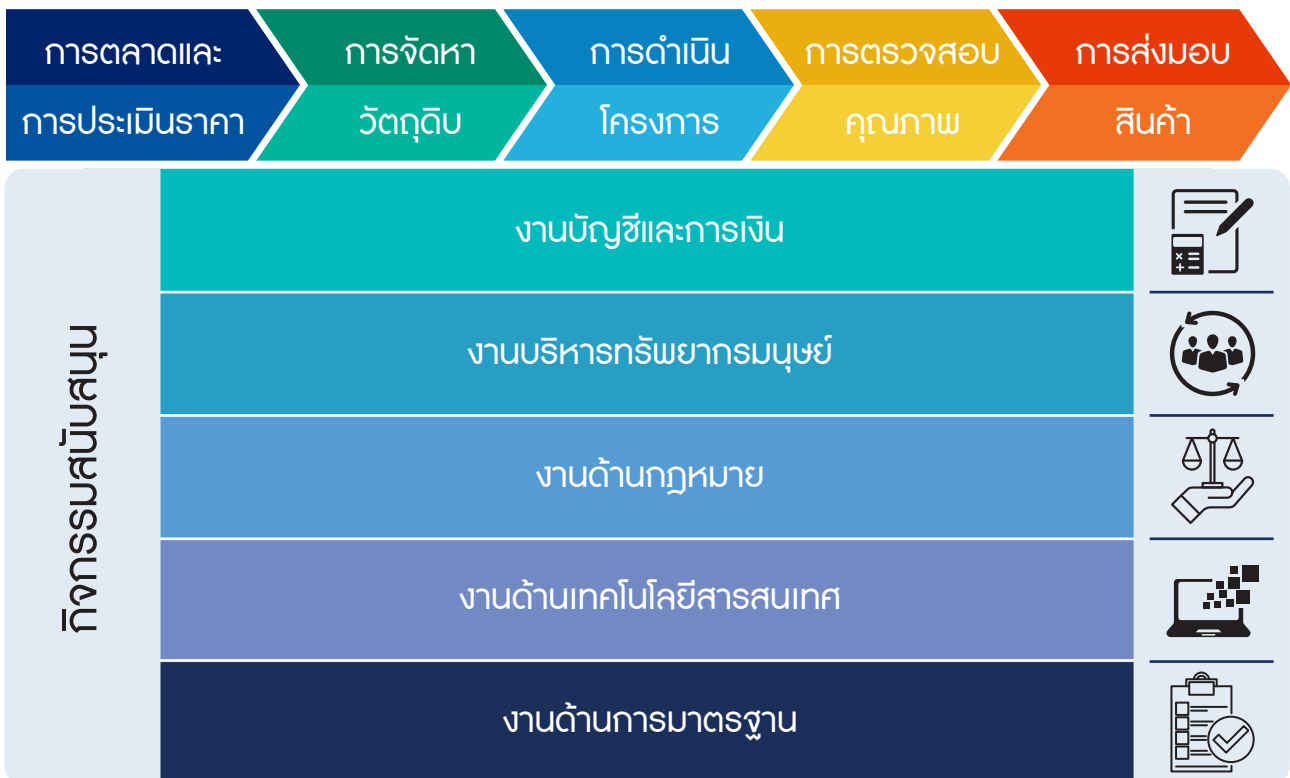 การตลาดและ
การประเมินราคา
การจัดหา
วัตถุดิบ
การดำเนิน
โครงการ
การตรวจสอบ
คุณภาพ
การส่งมอบ
สินค้า
กิจกรรมสนับสนุน
งานบัญชีและการเงิน
งานบริหารทรัพยากรมนุษย์
งานด้านกฎหมาย
งานด้านเทคโนโลยีสารสนเทศ
งานด้านการมาตรฐาน